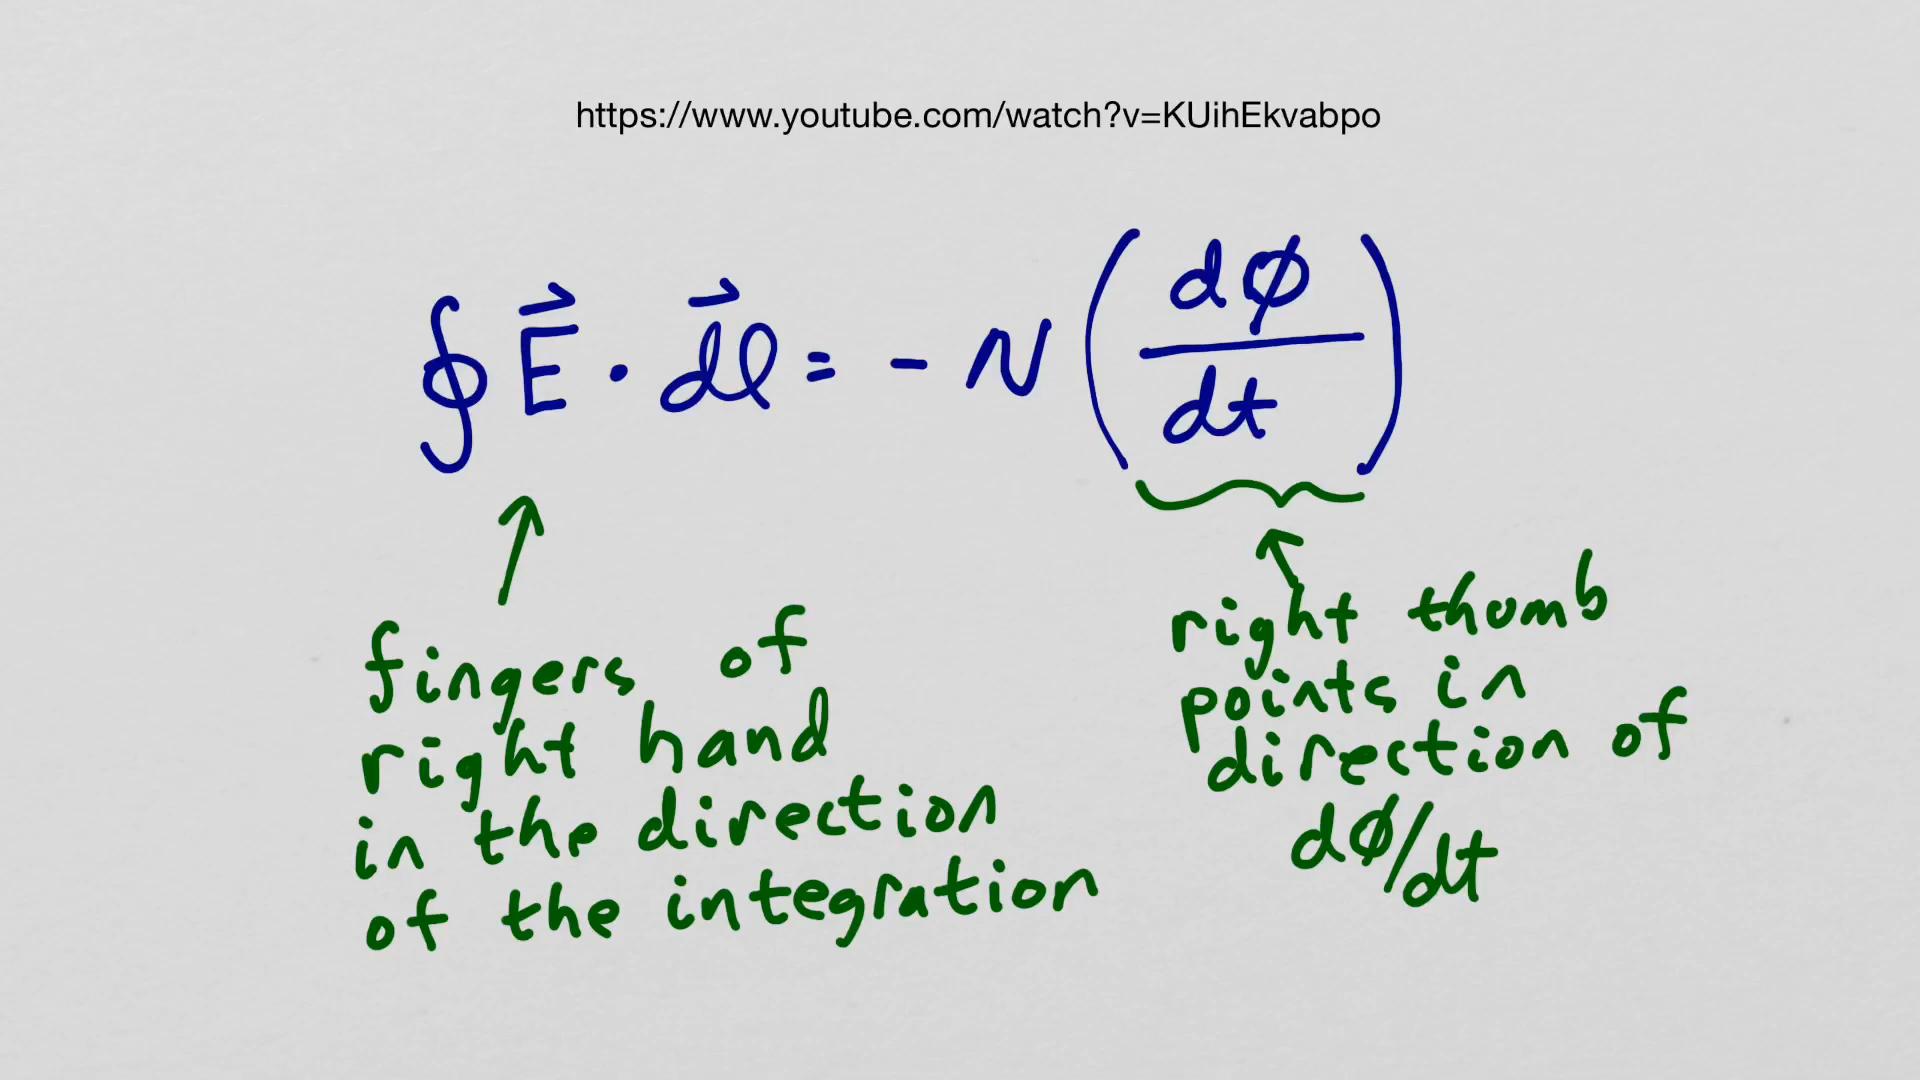 https://www.youtube.com/watch?v=KUihEkvabpo
∮ E⃗ · dl⃗ = - N (dφ/dt)
fingers of
right hand
in the direction
of the integration
right thumb
points in
direction of
dφ/dt